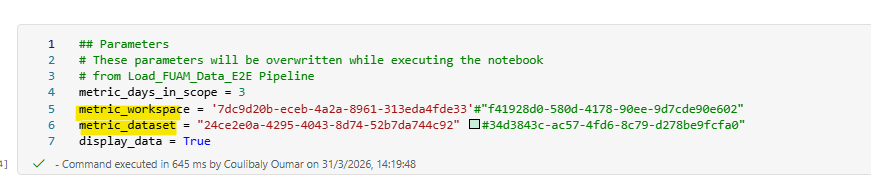 1 ## Parameters
2 # These parameters will be overwritten while executing the notebook
3 # from Load_FUAM_Data_E2E Pipeline
4 metric_days_in_scope = 3
5 metric_workspace = '7dc9d20b-eceb-4a2a-8961-313eda4fde33'#"f41928d0-580d-4178-90ee-9d7cde90e602"
6 metric_dataset = "24ce2e0a-4295-4043-8d74-52b7da744c92" #34d3843c-ac57-4fd6-8c79-d278be9fcfa0"
7 display_data = True
4] - Command executed in 645 ms by Coulibaly Oumar on 31/3/2026, 14:19:48